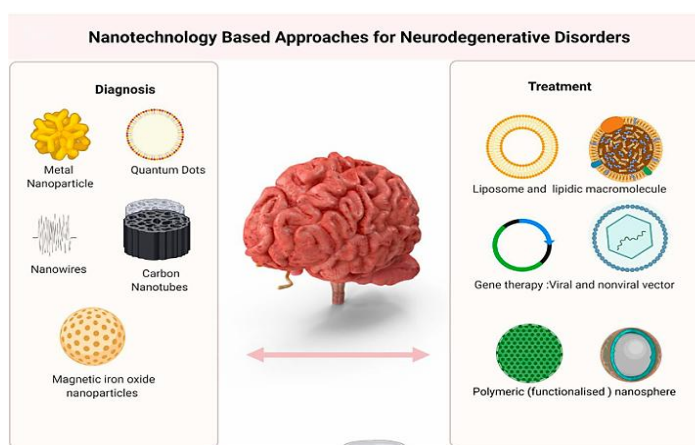 Nanotechnology Based Approaches for Neurodegenerative Disorders
Diagnosis
Metal
Nanoparticle
Quantum Dots
Nanowires
Carbon
Nanotubes
Magnetic iron oxide
nanoparticles
Treatment
Liposome and lipidic macromolecule
Gene therapy :Viral and nonviral vector
Polymeric (functionalised ) nanosphere